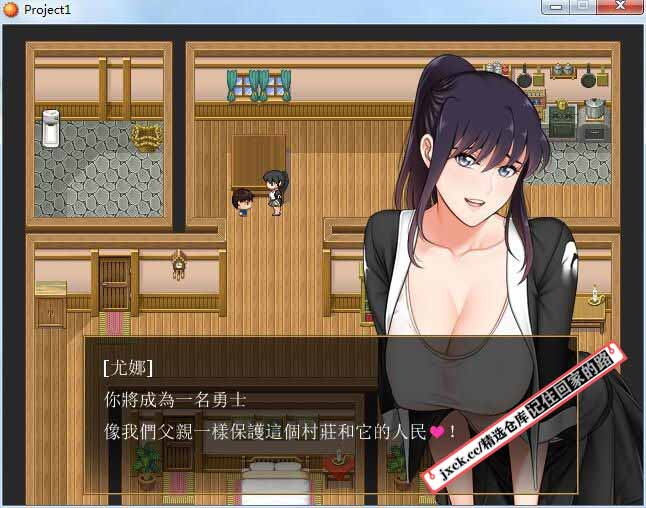 Project1
[尤娜]
你將成為一名勇士
像我們父親一樣保護這個村莊和它的人民❤！
jxck.cc/精选仓库记住回家的路